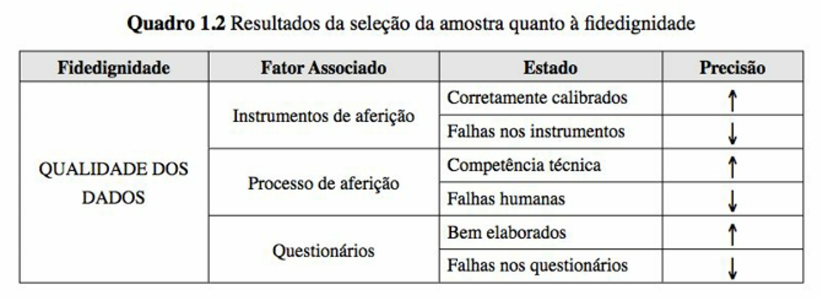 Quadro 1.2 Resultados da seleção da amostra quanto à fidedignidade
Fidedignidade Fator Associado Estado Precisão
QUALIDADE DOS
DADOS
Instrumentos de aferição
Corretamente calibrados ↑
Falhas nos instrumentos ↓
Processo de aferição
Competência técnica ↑
Falhas humanas ↓
Questionários
Bem elaborados ↑
Falhas nos questionários ↓